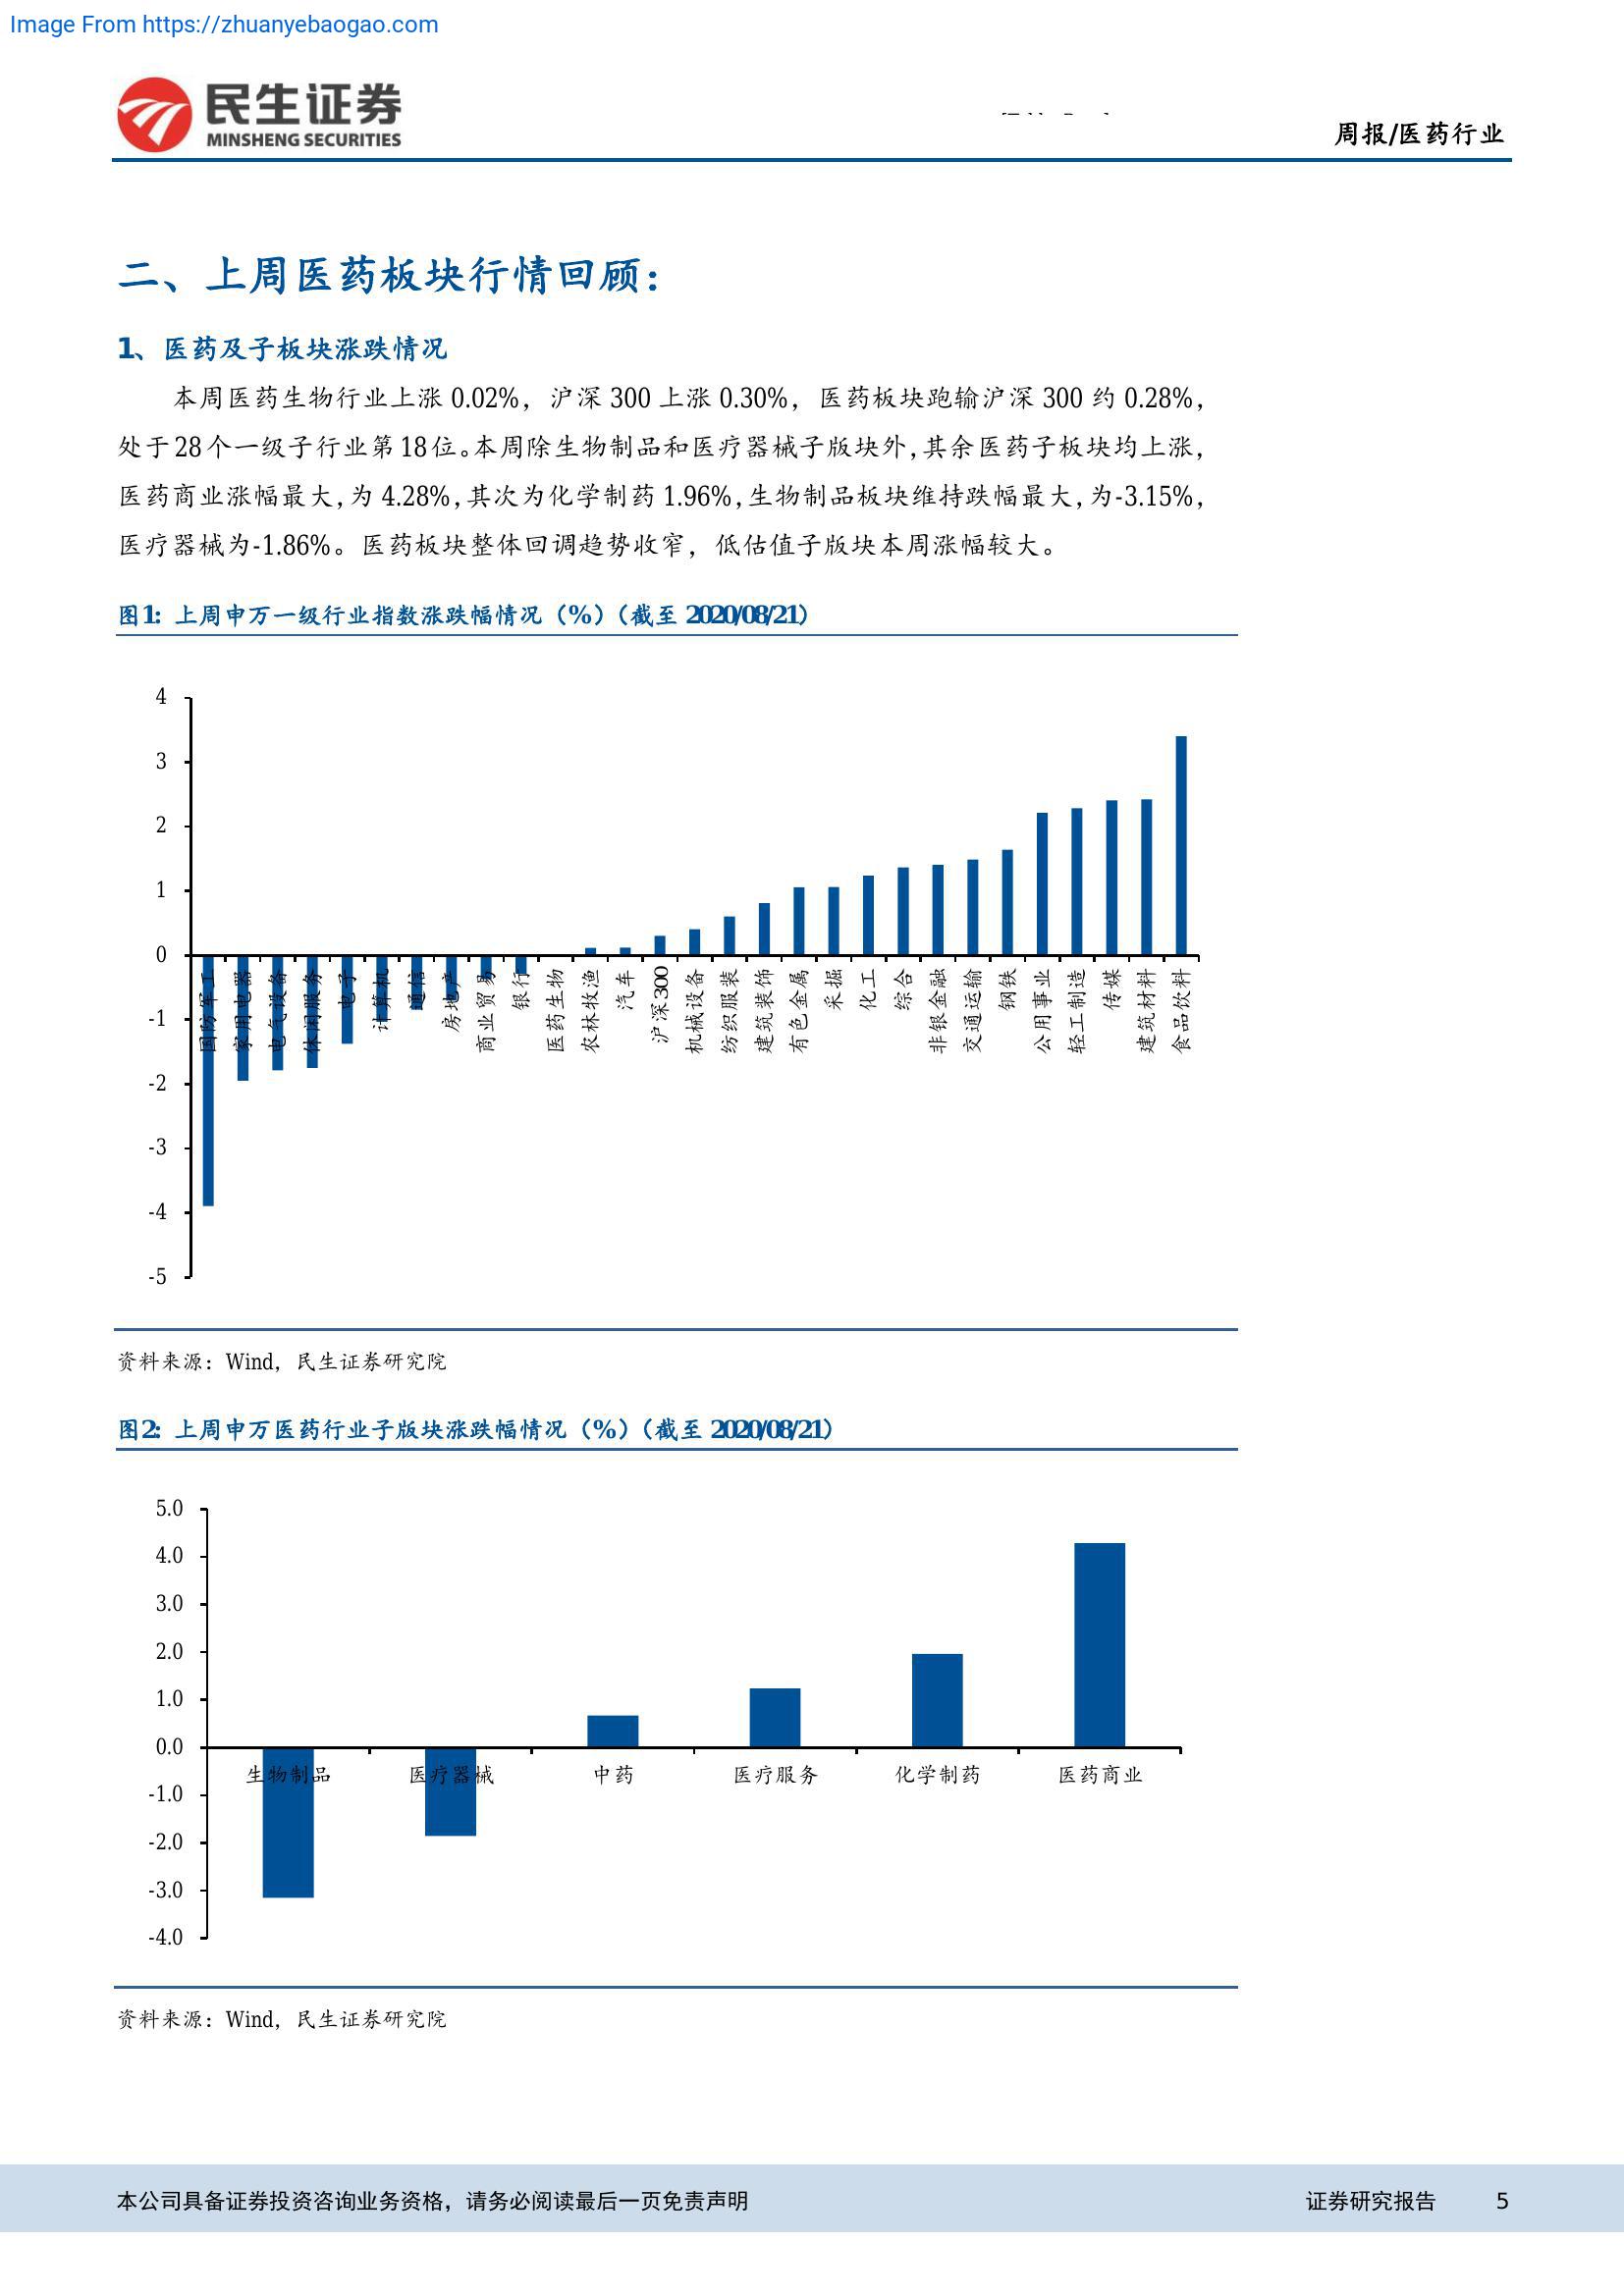 Image From https://zhuanyebaogao.com
民生证券
MINSHENG SECURITIES
周报/医药行业
二、上周医药板块行情回顾：
1、医药及子板块涨跌情况
本周医药生物行业上涨 0.02%，沪深 300 上涨 0.30%，医药板块跑输沪深 300 约 0.28%，
处于 28 个一级子行业第 18 位。本周除生物制品和医疗器械子版块外，其余医药子板块均上涨，
医药商业涨幅最大，为 4.28%，其次为化学制药 1.96%，生物制品板块维持跌幅最大，为-3.15%，
医疗器械为-1.86%。医药板块整体回调趋势收窄，低估值子版块本周涨幅较大。
图1：上周申万一级行业指数涨跌幅情况（%）（截至 2020/08/21）
4
3
2
1
0
-1
-2
-3
-4
-5
国防军工
家用电器
电气设备
休闲服务
电子
计算机
通信
房地产
商业贸易
银行
医药生物
农林牧渔
汽车
沪深300
机械设备
纺织服装
建筑装饰
有色金属
采掘
化工
综合
非银金融
交通运输
钢铁
公用事业
轻工制造
传媒
建筑材料
食品饮料
资料来源：Wind，民生证券研究院
图2：上周申万医药行业子版块涨跌幅情况（%）（截至 2020/08/21）
5.0
4.0
3.0
2.0
1.0
0.0
-1.0
-2.0
-3.0
-4.0
生物制品
医疗器械
中药
医疗服务
化学制药
医药商业
资料来源：Wind，民生证券研究院
本公司具备证券投资咨询业务资格，请务必阅读最后一页免责声明
证券研究报告
5